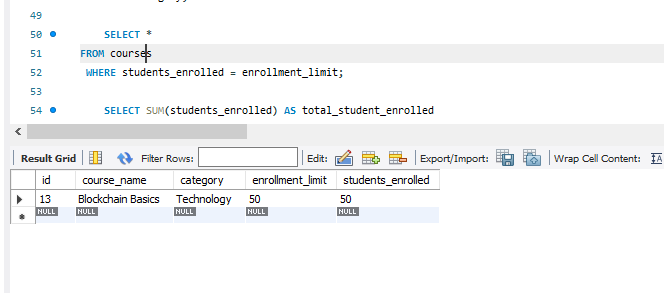 49
50 SELECT *
51 FROM courses
52 WHERE students_enrolled = enrollment_limit;
53
54 SELECT SUM(students_enrolled) AS total_student_enrolled
Result Grid Filter Rows: Edit: Export/Import: Wrap Cell Content: IA
id course_name category enrollment_limit students_enrolled
13 Blockchain Basics Technology 50 50
NULL NULL NULL NULL NULL